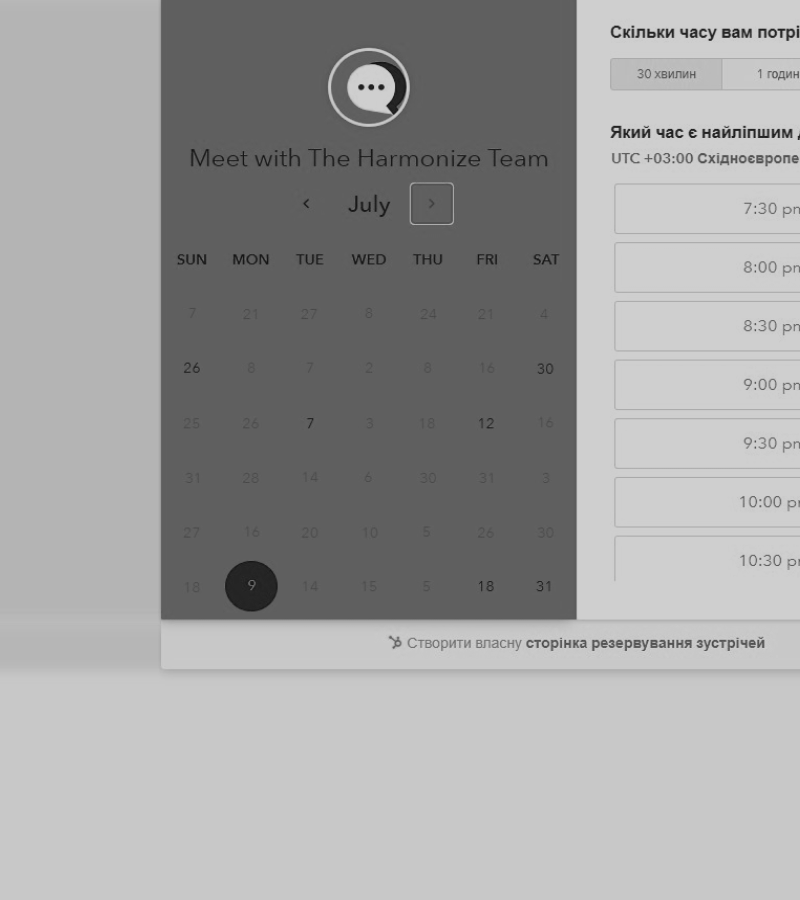 Meet with The Harmonize Team
July
SUN MON TUE WED THU FRI SAT
7 21 27 8 24 21 4
26 8 7 2 8 16 30
25 26 7 3 18 12 16
31 28 14 6 30 31 3
27 16 20 10 5 26 30
18 9 14 15 5 18 31
Скільки часу вам потрі
30 хвилин 1 годин
Який час є найліпшим д
UTC +03:00 Східноєвропе
7:30 pm
8:00 pm
8:30 pm
9:00 pm
9:30 pm
10:00 pm
10:30 pm
Створити власну сторінка резервування зустрічей